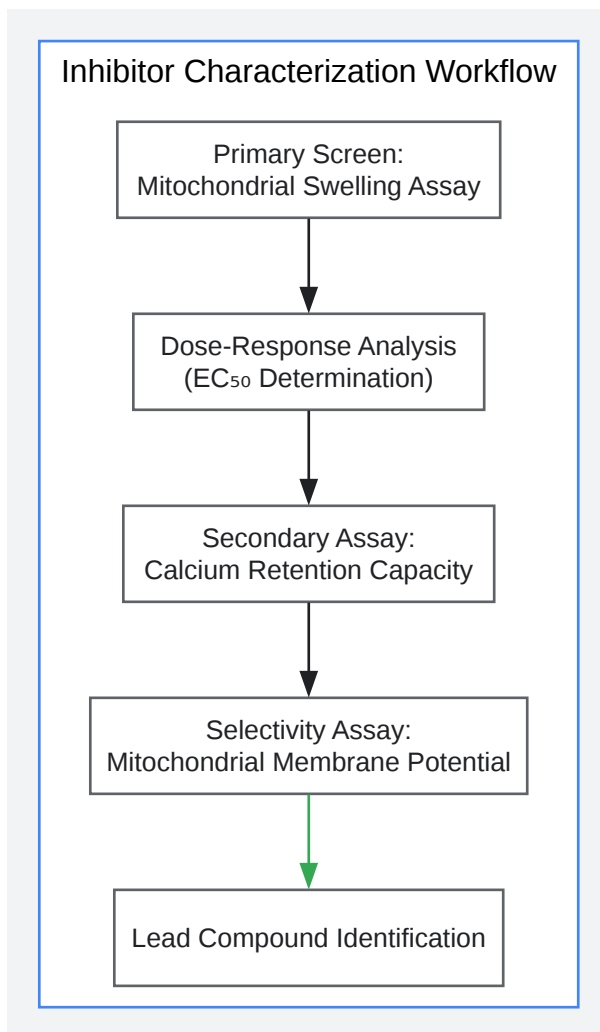 Inhibitor Characterization Workflow
Primary Screen:
Mitochondrial Swelling Assay
Dose-Response Analysis
(EC₅₀ Determination)
Secondary Assay:
Calcium Retention Capacity
Selectivity Assay:
Mitochondrial Membrane Potential
Lead Compound Identification